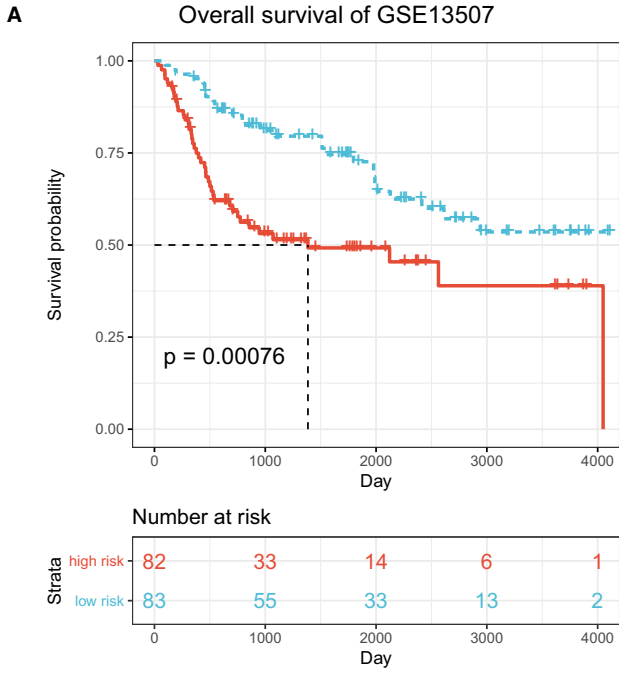 A
Overall survival of GSE13507
Survival probability
1.00
0.75
0.50
0.25
0.00
p = 0.00076
0 1000 2000 3000 4000
Day
Number at risk
Strata
high risk 82 33 14 6 1
low risk 83 55 33 13 2
0 1000 2000 3000 4000
Day